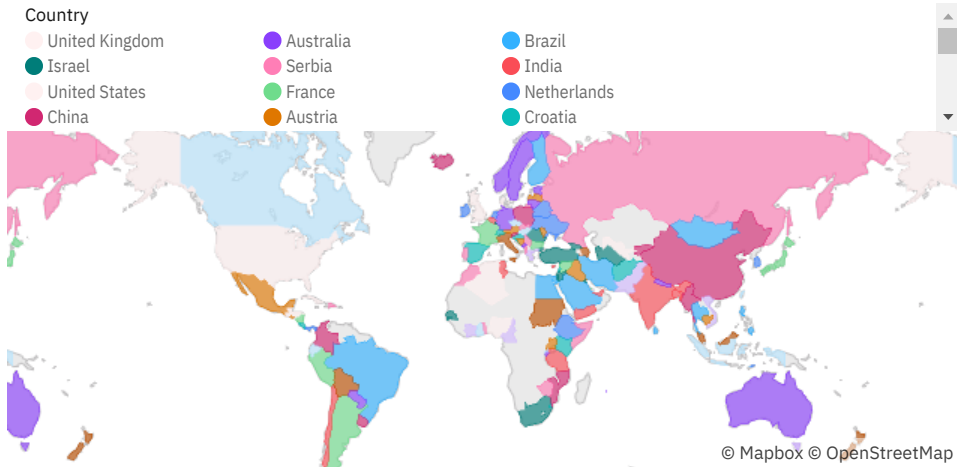 Country
United Kingdom Australia Brazil
Israel Serbia India
United States France Netherlands
China Austria Croatia
© Mapbox © OpenStreetMap